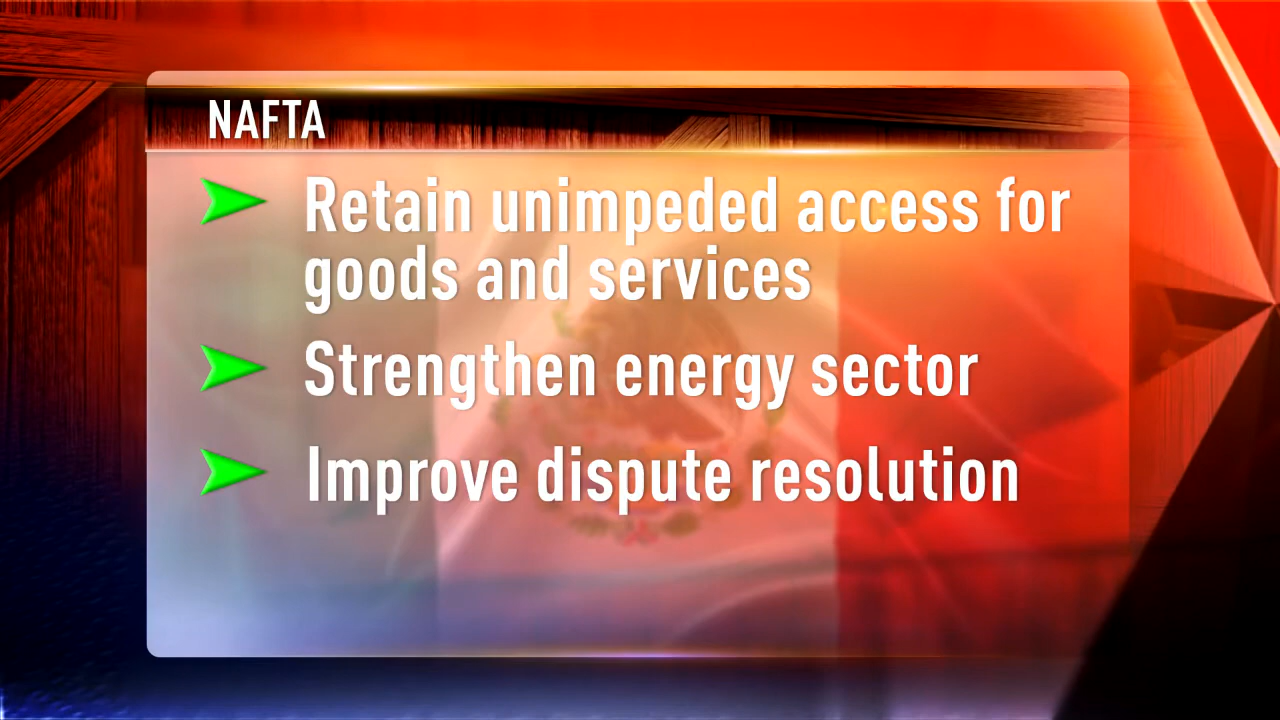 NAFTA
Retain unimpeded access for
goods and services
Strengthen energy sector
Improve dispute resolution